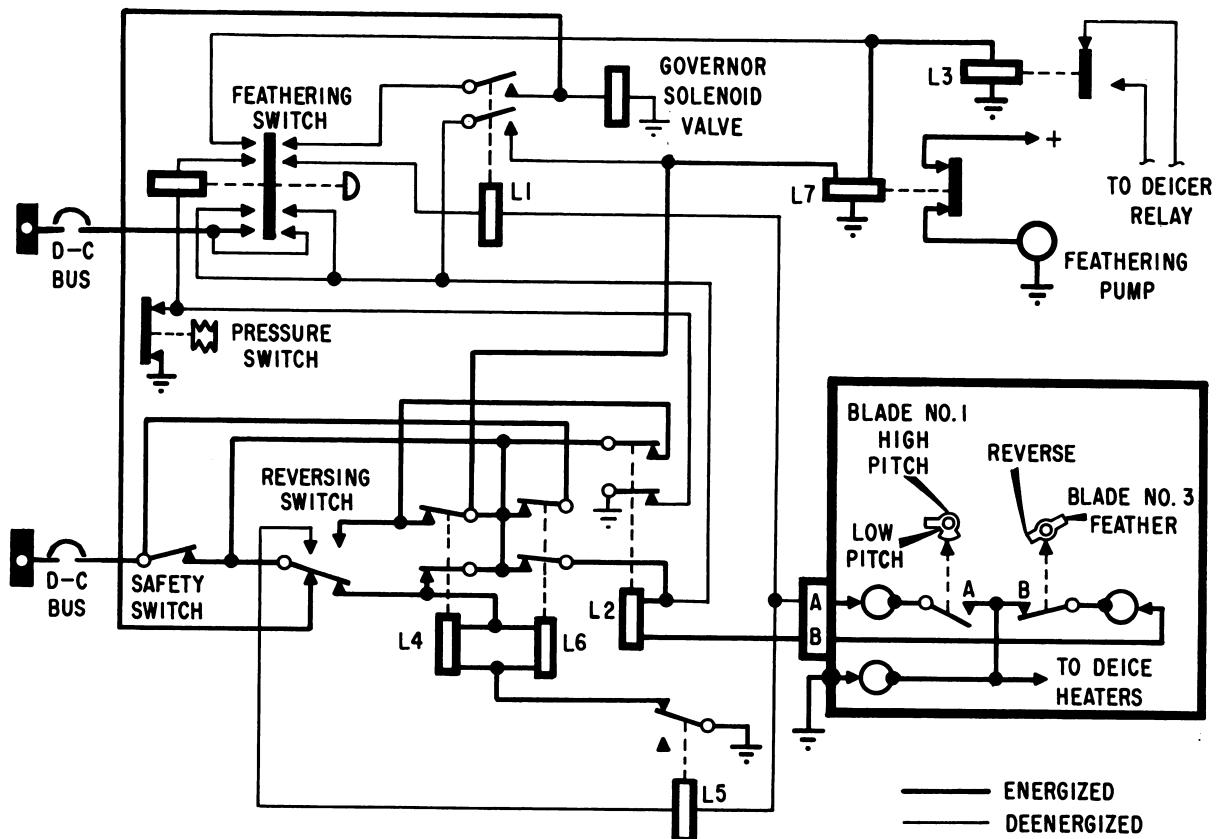 FEATHERING
SWITCH
GOVERNOR
SOLENOID
VALVE
L3
+
TO DEICER
RELAY
L1
L7
D-C
BUS
FEATHERING
PUMP
PRESSURE
SWITCH
BLADE NO.1
HIGH
PITCH
REVERSE
BLADE NO. 3
FEATHER
LOW
PITCH
REVERSING
SWITCH
D-C
BUS
SAFETY
SWITCH
L4
L6
L2
A
B
A
B
TO DEICE
HEATERS
L5
ENERGIZED
DEENERGIZED